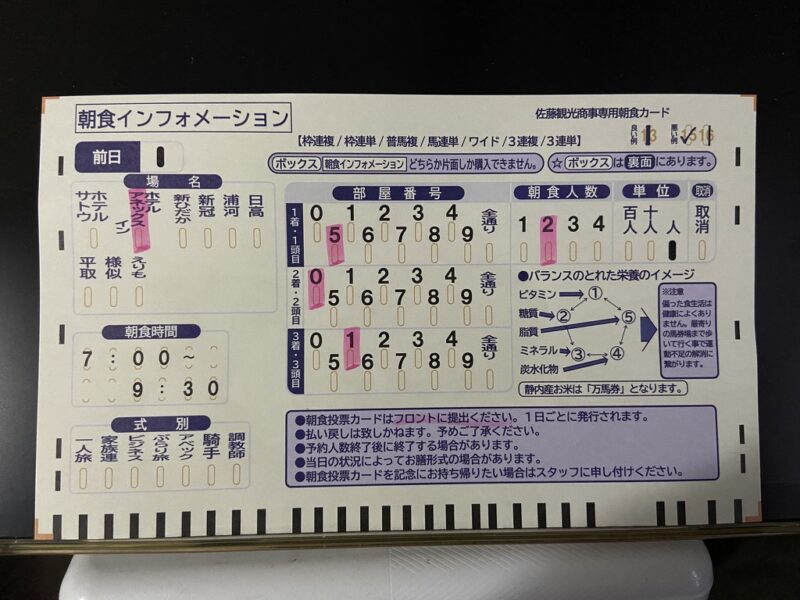 朝食インフォメーション
佐藤観光商事専用朝食カード
【枠連複/枠連単/普馬複/馬連単/ワイド/3連複/3連単】
良い例
悪い例
前日
ボックス 朝食インフォメーション どちらか片面しか購入できません。
☆ボックスは裏面にあります。
場名
ホテルサトウ
ホテルアネックスイン
新ひだか
新冠
浦河
日高
平取
様似
えりも
朝食時間
7:00~
9:30
式別
一人旅
家族連
ビジネス
ぶらり旅
アベック
騎手
調教師
部屋番号
1着・1頭目
0 1 2 3 4 全通り
5 6 7 8 9
2着・2頭目
0 1 2 3 4 全通り
5 6 7 8 9
3着・3頭目
0 1 2 3 4 全通り
5 6 7 8 9
朝食人数
1 2 3 4
単位
百人 十人 人
取消
取消
●バランスのとれた栄養のイメージ
ビタミン
糖質
脂質
ミネラル
炭水化物
① ② ③ ④ ⑤
※注意
偏った食生活は
健康によくあり
ません。最寄り
の馬券場まで歩
いて行く事で運
動不足の解消に
繋がります。
静内産お米は「万馬券」となります。
●朝食投票カードはフロントに提出ください。1日ごとに発行されます。
●払い戻しは致しかねます。予めご了承ください。
●予約人数終了後に終了する場合があります。
●当日の状況によってお膳形式の場合があります。
●朝食投票カードを記念にお持ち帰りたい場合はスタッフに申し付けください。